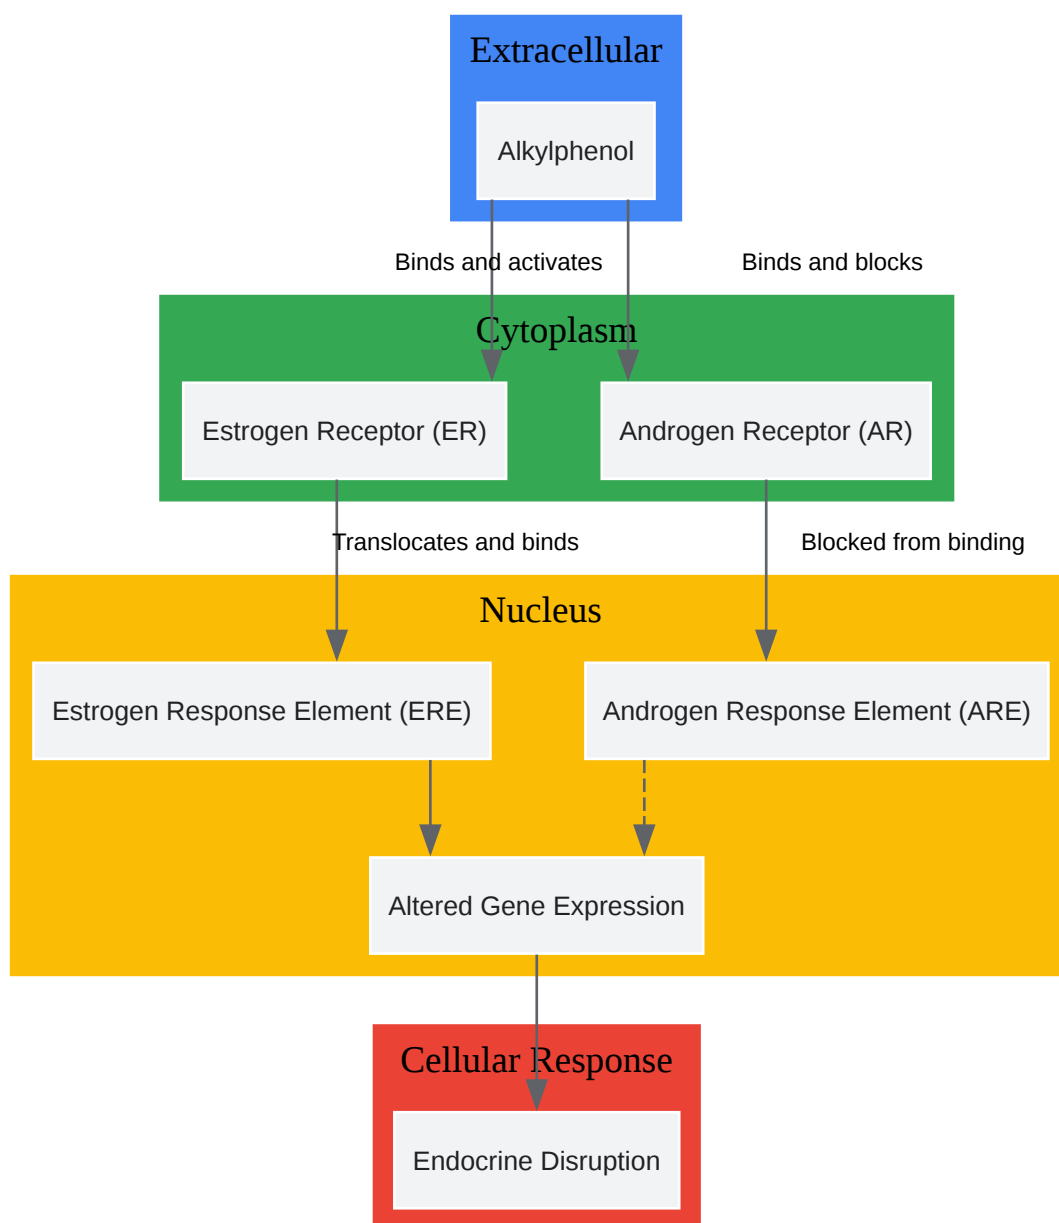 Extracellular
Alkylphenol
Binds and activates
Binds and blocks
Cytoplasm
Estrogen Receptor (ER)
Androgen Receptor (AR)
Translocates and binds
Blocked from binding
Nucleus
Estrogen Response Element (ERE)
Androgen Response Element (ARE)
Altered Gene Expression
Cellular Response
Endocrine Disruption